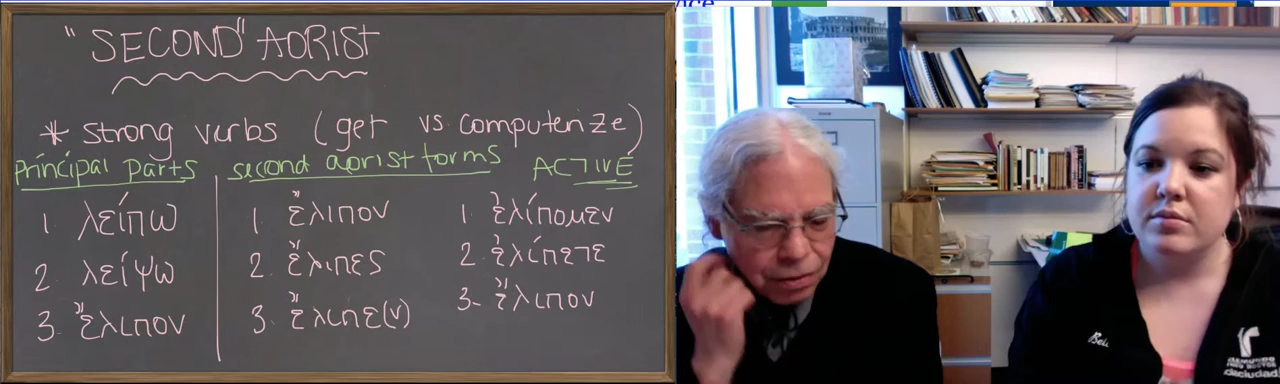 "SECOND" AORIST
* strong verbs (get vs. computerize)
Principal Parts
1. λείπω
2. λείψω
3. ἔλιπον
second aorist forms ACTIVE
1. ἔλιπον
2. ἔλιπες
3. ἔλιπε(ν)
1. ἐλίπομεν
2. ἐλίπετε
3. ἔλιπον
ence